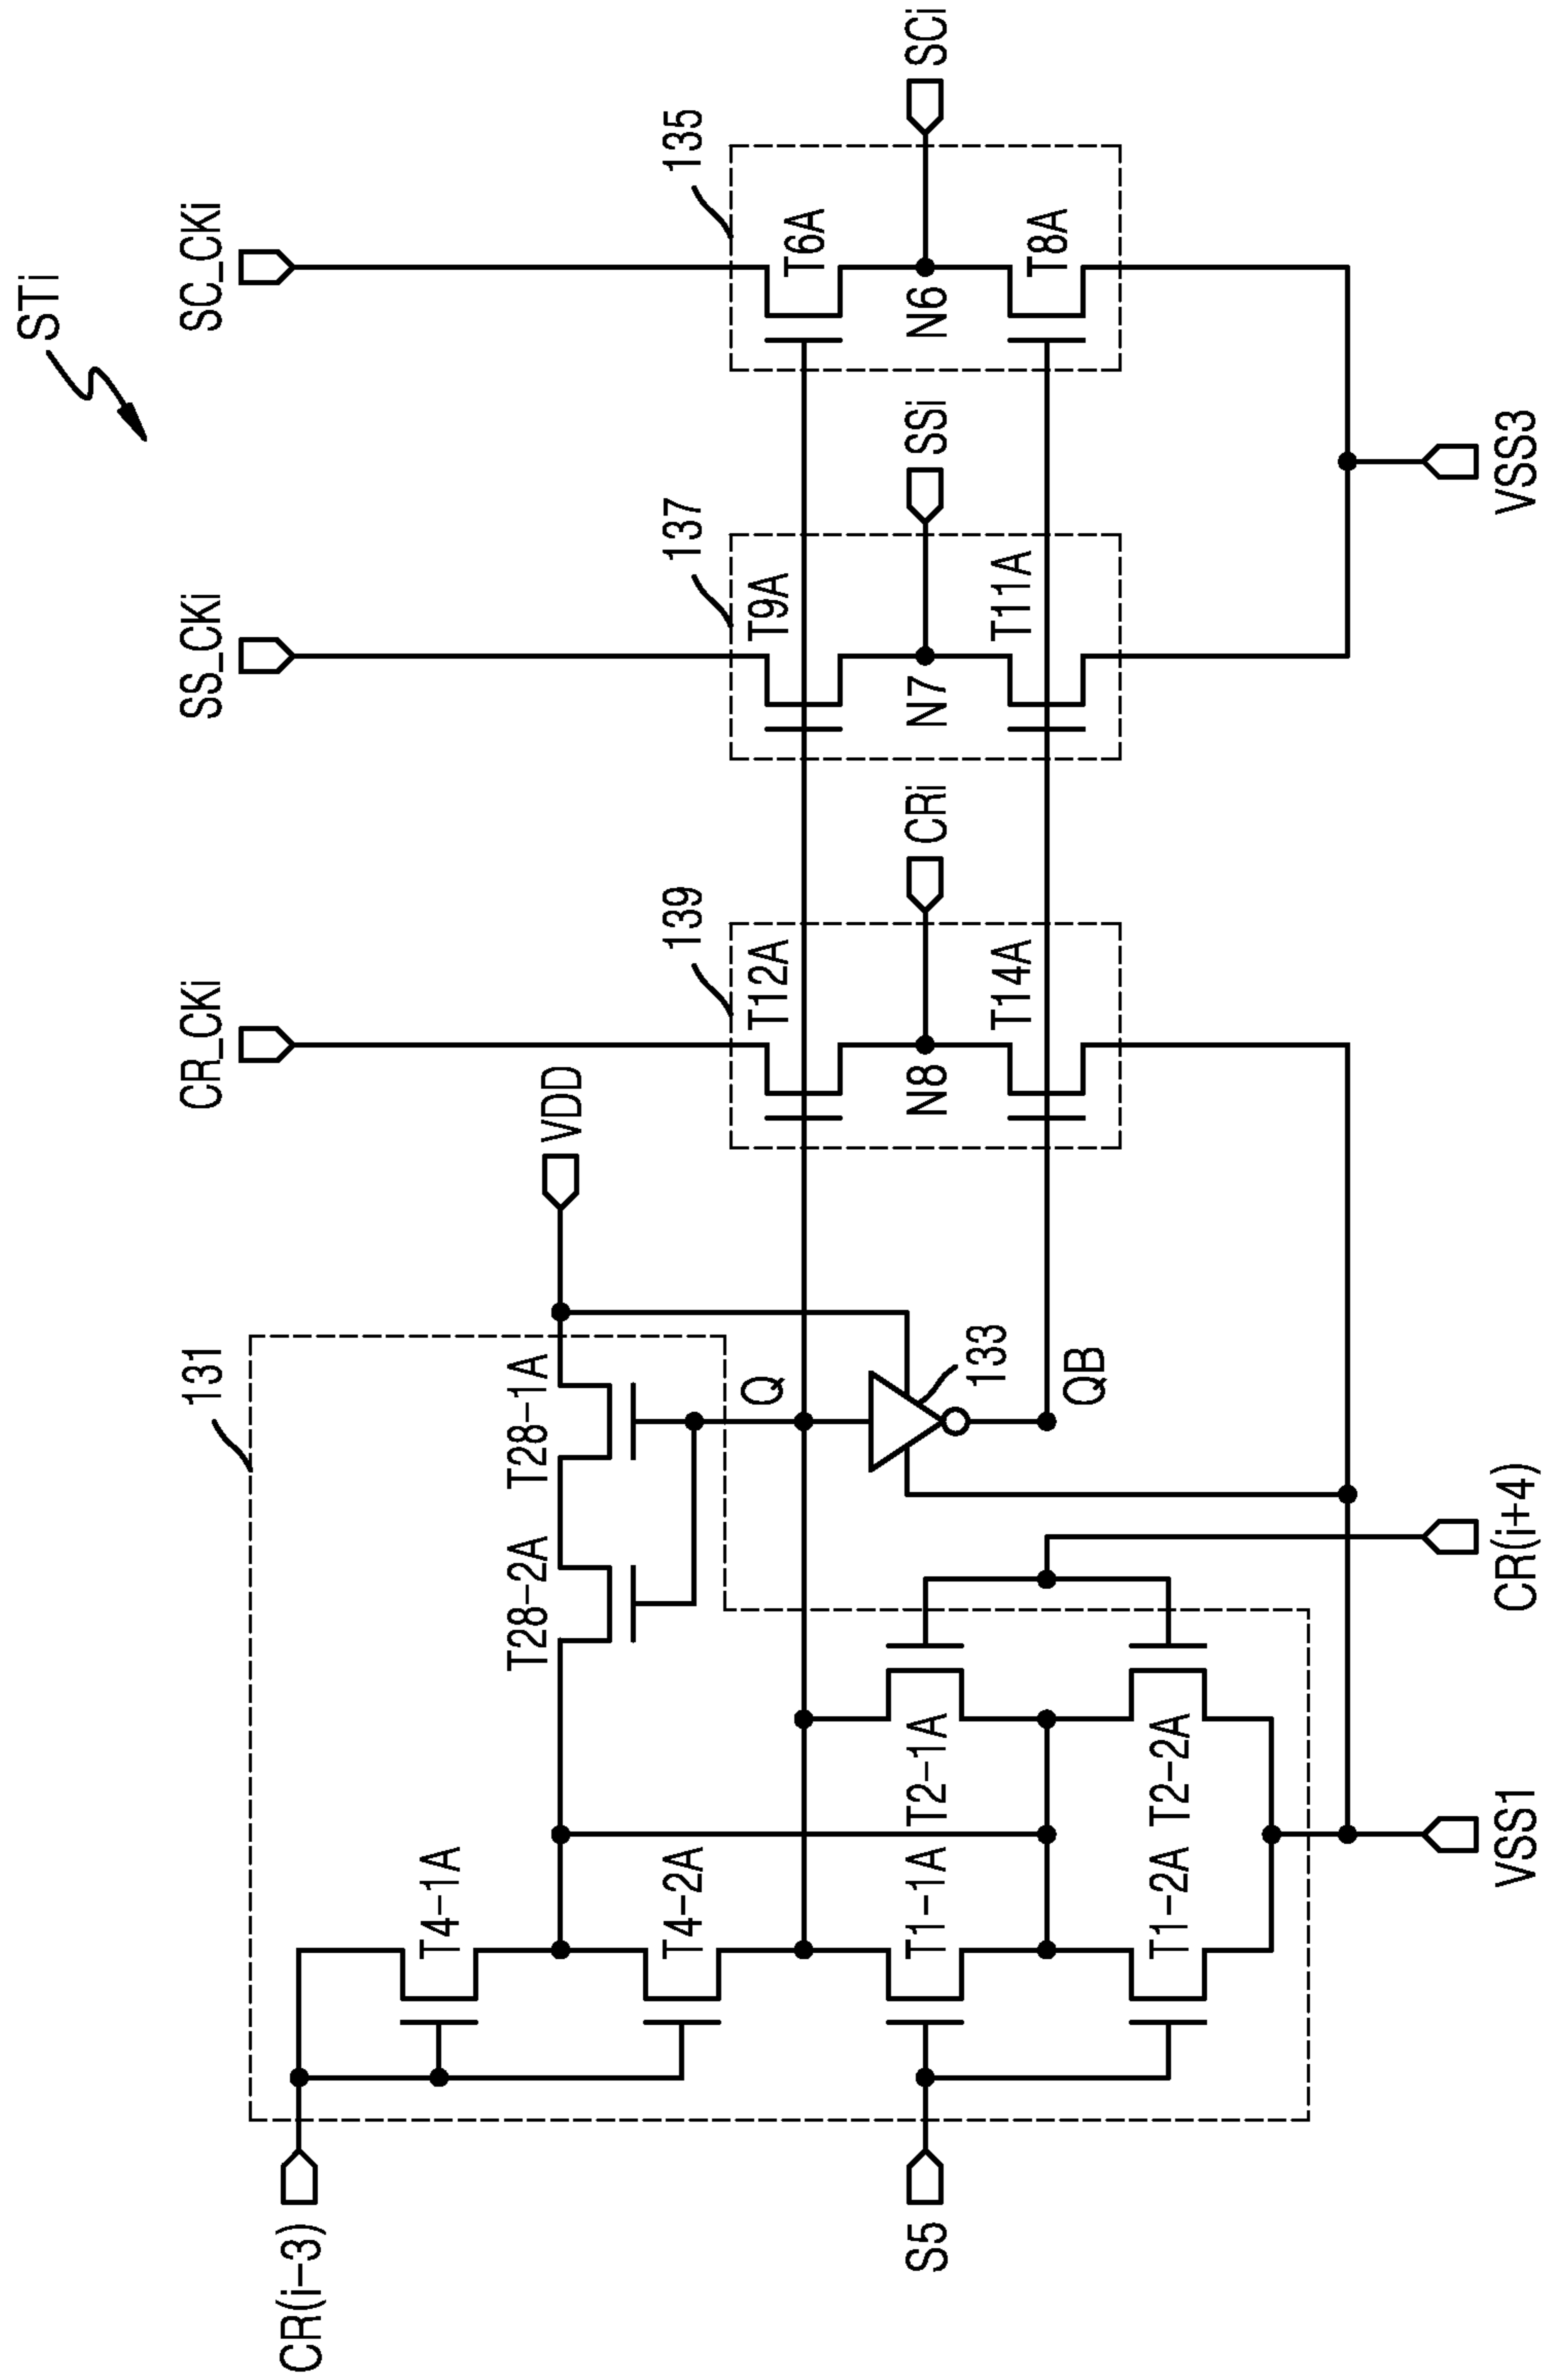 STi
CR_CKi
SS_CKi
SC_CKi
131
VDD
139
137
135
CR(i-3)
T4-1A
T28-2A
T28-1A
T4-2A
Q
T12A
T9A
T6A
S5
T1-1A
T2-1A
133
N8
CRi
N7
SSi
N6
SCi
T1-2A
T2-2A
QB
T14A
T11A
T8A
VSS1
CR(i+4)
VSS3